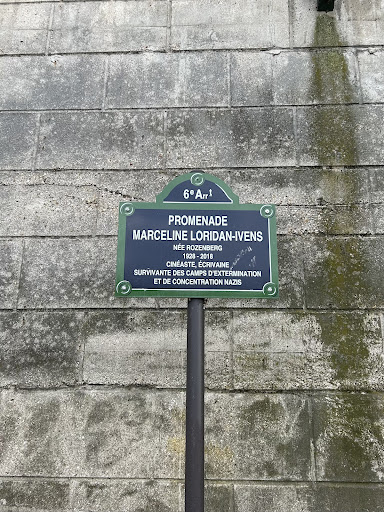 6e Arrt
PROMENADE
MARCELINE LORIDAN-IVENS
NÉE ROZENBERG
1928 - 2018
CINÉASTE, ÉCRIVAINE
SURVIVANTE DES CAMPS D'EXTERMINATION
ET DE CONCENTRATION NAZIS